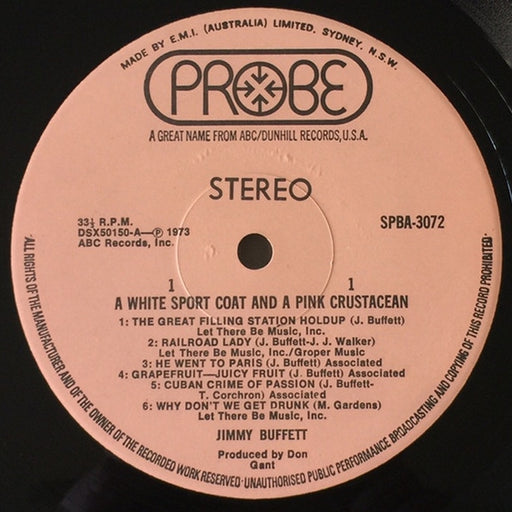 MADE BY E.M.I. (AUSTRALIA) LIMITED, SYDNEY, N.S.W.
PROBE
A GREAT NAME FROM ABC/DUNHILL RECORDS, U.S.A.
STEREO
33⅓ R.P.M.
DSX50150-A—Ⓟ 1973
ABC Records, Inc.
SPBA-3072
1 1
A WHITE SPORT COAT AND A PINK CRUSTACEAN
1: THE GREAT FILLING STATION HOLDUP (J. Buffett)
Let There Be Music, Inc.
2: RAILROAD LADY (J. Buffett-J. J. Walker)
Let There Be Music, Inc./Groper Music
3: HE WENT TO PARIS (J. Buffett) Associated
4: GRAPEFRUIT—JUICY FRUIT (J. Buffett) Associated
5: CUBAN CRIME OF PASSION (J. Buffett-
T. Corchron) Associated
6: WHY DON'T WE GET DRUNK (M. Gardens)
Let There Be Music, Inc.
JIMMY BUFFETT
Produced by Don
Gant
·ALL RIGHTS OF THE MANUFACTURER AND OF THE OWNER OF THE RECORDED WORK RESERVED·UNAUTHORISED PUBLIC PERFORMANCE BROADCASTING AND COPYING OF THIS RECORD PROHIBITED·